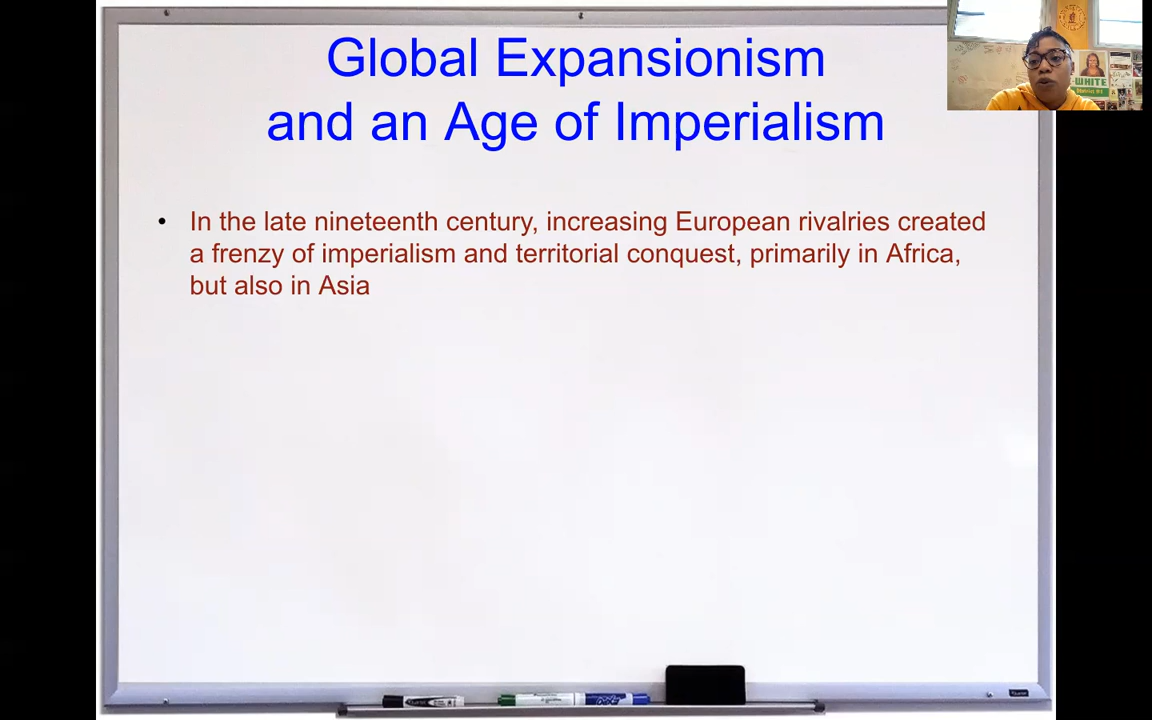 Global Expansionism
and an Age of Imperialism
WHITE
• In the late nineteenth century, increasing European rivalries created
a frenzy of imperialism and territorial conquest, primarily in Africa,
but also in Asia